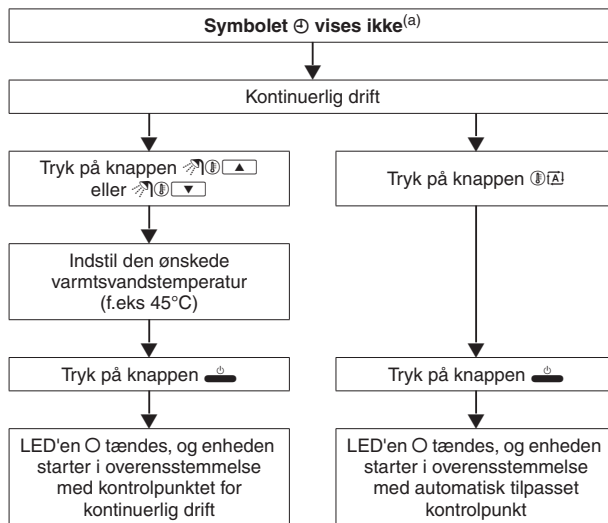 Symbolet vises ikke(a)
Kontinuerlig drift
Tryk på knappen
eller
Indstil den ønskede
varmtsvandstemperatur
(f.eks 45°C)
Tryk på knappen
LED'en tændes, og enheden
starter i overensstemmelse
med kontrolpunktet for
kontinuerlig drift
Tryk på knappen A
Tryk på knappen
LED'en tændes, og enheden
starter i overensstemmelse
med automatisk tilpasset
kontrolpunkt